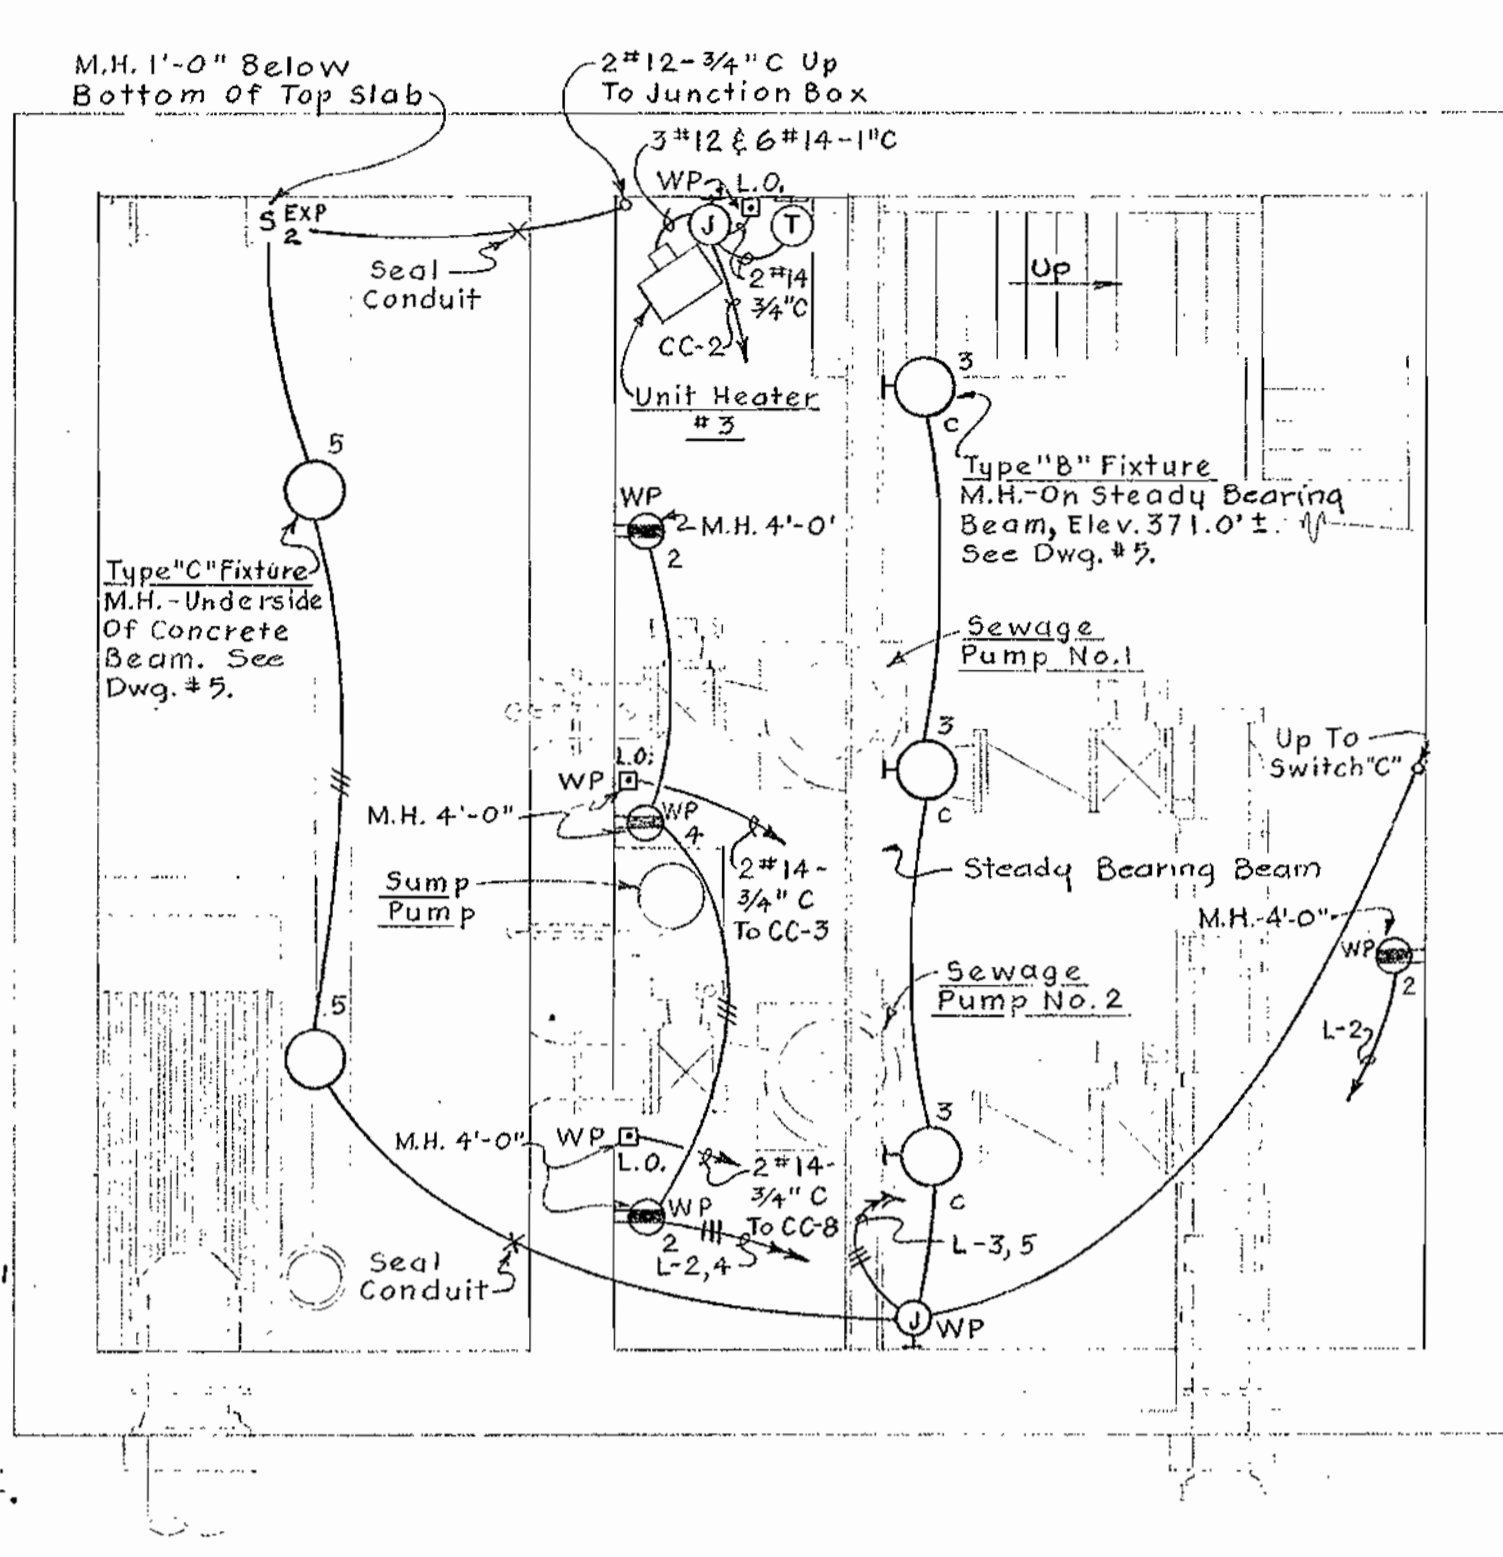 M.H. 1'-0" Below
Bottom Of Top Slab
2 #12-3/4" C Up
To Junction Box
3 #12 & 6 #14-1"C
WP L.O.
S EXP
2
J
T
Seal
Conduit
2 #14
3/4"C
CC-2
Up
Unit Heater
#3
3
C
5
Type "B" Fixture
M.H.-On Steady Bearing
Beam, Elev. 371.0' ±.
See Dwg. #5.
WP
M.H. 4'-0'
2
Type "C" Fixture
M.H.-Underside
Of Concrete
Beam. See
Dwg. #5.
Sewage
Pump No.1
3
C
Up To
Switch "C"
L.O.
WP
M.H. 4'-0"
WP
4
2 #14-
3/4" C
To CC-3
Steady Bearing Beam
Sump
Pump
M.H.-4'-0"
WP
2
L-2
Sewage
Pump No. 2
5
3
C
M.H. 4'-0"
WP
L.O.
2 #14-
3/4" C
To CC-8
WP
2
L-2,4
L-3,5
Seal
Conduit
J
WP